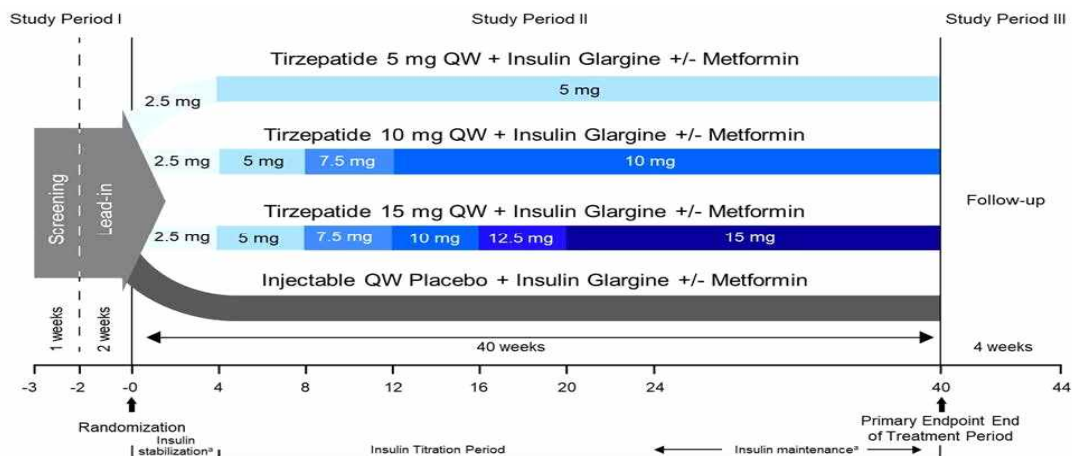 Study Period I
Study Period II
Study Period III
Tirzepatide 5 mg QW + Insulin Glargine +/- Metformin
2.5 mg
5 mg
Tirzepatide 10 mg QW + Insulin Glargine +/- Metformin
2.5 mg
5 mg
7.5 mg
10 mg
Screening
Lead-in
Tirzepatide 15 mg QW + Insulin Glargine +/- Metformin
2.5 mg
5 mg
7.5 mg
10 mg
12.5 mg
15 mg
Follow-up
Injectable QW Placebo + Insulin Glargine +/- Metformin
1 weeks
2 weeks
40 weeks
4 weeks
-3
-2
-0
4
8
12
16
20
24
40
44
Randomization
Primary Endpoint End
of Treatment Period
Insulin
stabilizationᵃ
Insulin Titration Period
Insulin maintenanceᵃ